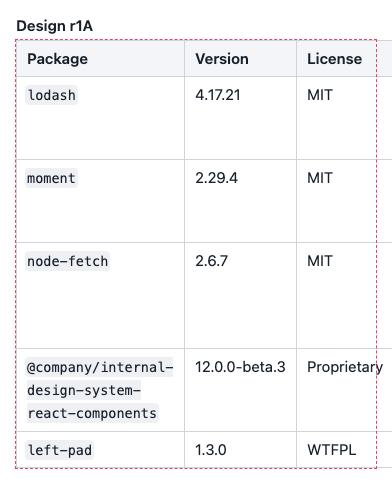 Design r1A
Package Version License
lodash 4.17.21 MIT
moment 2.29.4 MIT
node-fetch 2.6.7 MIT
@company/internal- 12.0.0-beta.3 Proprietary
design-system-
react-components
left-pad 1.3.0 WTFPL